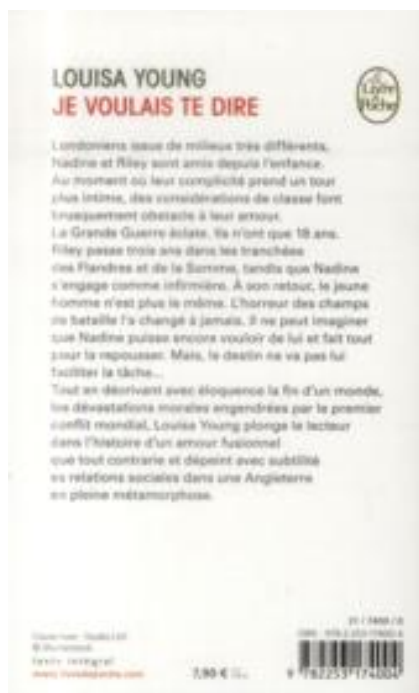 LOUISA YOUNG
JE VOULAIS TE DIRE
Le Livre de Poche
Londoniens issus de milieux très différents,
Nadine et Riley sont amis depuis l'enfance.
Au moment où leur complicité prend un tour
plus intime, des considérations de classe font
brusquement obstacle à leur amour.
La Grande Guerre éclate. Ils n'ont que 18 ans.
Riley passe trois ans dans les tranchées
des Flandres et de la Somme, tandis que Nadine
s'engage comme infirmière. À son retour, le jeune
homme n'est plus le même. L'horreur des champs
de bataille l'a changé à jamais. Il ne peut imaginer
que Nadine puisse encore vouloir de lui et fait tout
pour la repousser. Mais, le destin ne va pas lui
faciliter la tâche...
Tout en décrivant avec éloquence la fin d'un monde,
les dévastations morales engendrées par le premier
conflit mondial, Louisa Young plonge le lecteur
dans l'histoire d'un amour fusionnel
que tout contrarie et dépeint avec subtilité
es relations sociales dans une Angleterre
en pleine métamorphose.
texte intégral
www.livredepoche.com
7,90 €
9 782253 174004